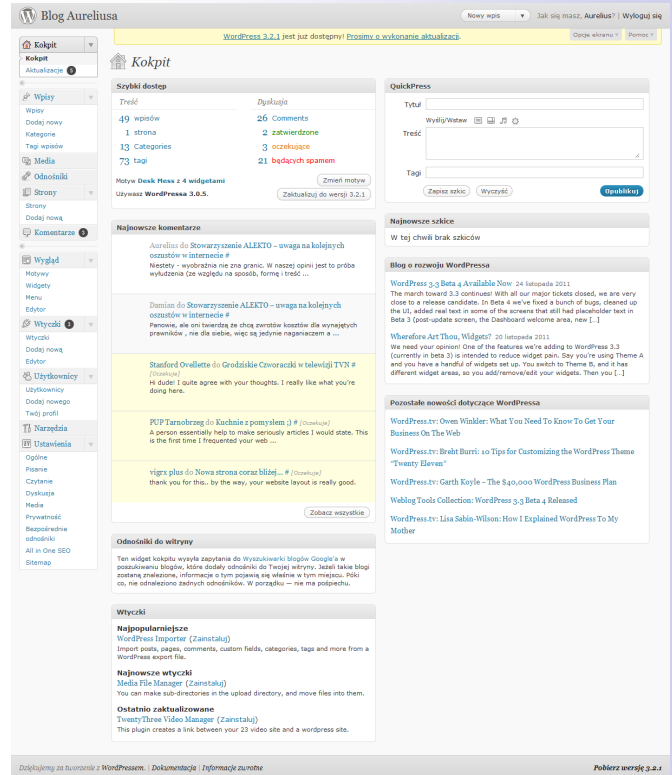 Blog Aureliusa
Nowy wpis
Jak się masz, Aurelius? | Wyloguj się
WordPress 3.2.1 jest już dostępny! Prosimy o wykonanie aktualizacji.
Opcje ekranu
Pomoc
Kokpit
Kokpit
Aktualizacje 5
Wpisy
Wpisy
Dodaj nowy
Kategorie
Tagi wpisów
Media
Odnośniki
Strony
Strony
Dodaj nową
Komentarze 3
Wygląd
Motywy
Widgety
Menu
Edytor
Wtyczki 3
Wtyczki
Dodaj nową
Edytor
Użytkownicy
Użytkownicy
Dodaj nowego
Twój profil
Narzędzia
Ustawienia
Ogólne
Pisanie
Czytanie
Dyskusja
Media
Prywatność
Bezpośrednie
odnośniki
All in One SEO
Sitemap
Kokpit
Szybki dostęp
Treść
49 wpisów
1 strona
13 Categories
73 tagi
Dyskusja
26 Comments
2 zatwierdzone
3 oczekujące
21 będących spamem
Motyw Desk Mess z 4 widgetami
Zmień motyw
Używasz WordPressa 3.0.5.
Zaktualizuj do wersji 3.2.1
Najnowsze komentarze
Aurelius do Stowarzyszenie ALEKTO – uwaga na kolejnych
oszustów w internecie #
Niestety - wyobraźnia nie zna granic. W naszej opinii jest to próba
wyłudzenia (ze względu na sposób, formę i treść ...
Damian do Stowarzyszenie ALEKTO – uwaga na kolejnych
oszustów w internecie #
Panowie, ale oni twierdzą że chcą zwrotów kosztów dla wynajętych
prawników , nie dla siebie, więc są jedynie naganiaczem a ...
Stanford Ovellette do Grodziskie Czworaczki w telewizji TVN #
[Oczekuje]
Hi dude! I quite agree with your thoughts. I really like what you're
doing here.
PUP Tarnobrzeg do Kuchnie z pomysłem ;) # [Oczekuje]
A person essentially help to make seriously articles I would state. This
is the first time I frequented your web ...
vigrx plus do Nowa strona coraz bliżej... # [Oczekuje]
thank you for this.. by the way, your website layout is really good.
Zobacz wszystkie
Odnośniki do witryny
Ten widget kokpitu wysyła zapytania do Wyszukiwarki blogów Google'a w
poszukiwaniu blogów, które dodały odnośniki do Twojej witryny. Jeżeli takie blogi
zostaną znalezione, informacje o tym pojawią się właśnie w tym miejscu. Póki
co, nie odnaleziono żadnych odnośników. W porządku — nie ma pośpiechu.
Wtyczki
Najpopularniejsze
WordPress Importer (Zainstaluj)
Import posts, pages, comments, custom fields, categories, tags and more from a
WordPress export file.
Najnowsze wtyczki
Media File Manager (Zainstaluj)
You can make sub-directories in the upload directory, and move files into them.
Ostatnio zaktualizowane
TwentyThree Video Manager (Zainstaluj)
This plugin creates a link between your 23 video site and a wordpress site.
QuickPress
Tytuł
Wyślij/Wstaw
Treść
Tagi
Zapisz szkic
Wyczyść
Opublikuj
Najnowsze szkice
W tej chwili brak szkiców
Blog o rozwoju WordPressa
WordPress 3.3 Beta 4 Available Now 24 listopada 2011
The march toward 3.3 continues! With all our major tickets closed, we are very
close to a release candidate. In Beta 4 we've fixed a bunch of bugs, cleaned up
the UI, added real text in some of the screens that still had placeholder text in
Beta 3 (post-update screen, the Dashboard welcome area, new […]
Wherefore Art Thou, Widgets? 20 listopada 2011
We need your opinion! One of the features we're adding to WordPress 3.3
(currently in beta 3) is intended to reduce widget pain. Say you're using Theme A
and you have a handful of widgets set up. You switch to Theme B, and it has
different widget areas, so you add/remove/edit your widgets. Then you […]
Pozostałe nowości dotyczące WordPressa
WordPress.tv: Owen Winkler: What You Need To Know To Get Your
Business On The Web
WordPress.tv: Breht Burri: 10 Tips for Customizing the WordPress Theme
“Twenty Eleven”
WordPress.tv: Garth Koyle – The $40,000 WordPress Business Plan
Weblog Tools Collection: WordPress 3.3 Beta 4 Released
WordPress.tv: Lisa Sabin-Wilson: How I Explained WordPress To My
Mother
Dziękujemy za tworzenie z WordPressem. | Dokumentacja | Informacje zwrotne
Pobierz wersję 3.2.1